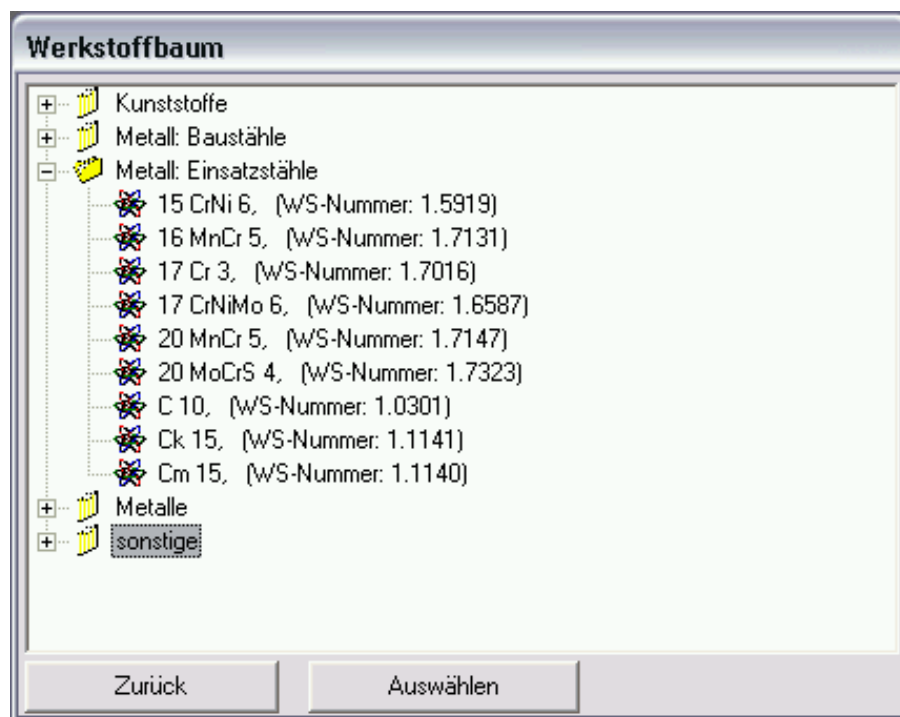 Werkstoffbaum
Kunststoffe
Metall: Baustähle
Metall: Einsatzstähle
15 CrNi 6, (WS-Nummer: 1.5919)
16 MnCr 5, (WS-Nummer: 1.7131)
17 Cr 3, (WS-Nummer: 1.7016)
17 CrNiMo 6, (WS-Nummer: 1.6587)
20 MnCr 5, (WS-Nummer: 1.7147)
20 MoCrS 4, (WS-Nummer: 1.7323)
C 10, (WS-Nummer: 1.0301)
Ck 15, (WS-Nummer: 1.1141)
Cm 15, (WS-Nummer: 1.1140)
Metalle
sonstige
Zurück Auswählen